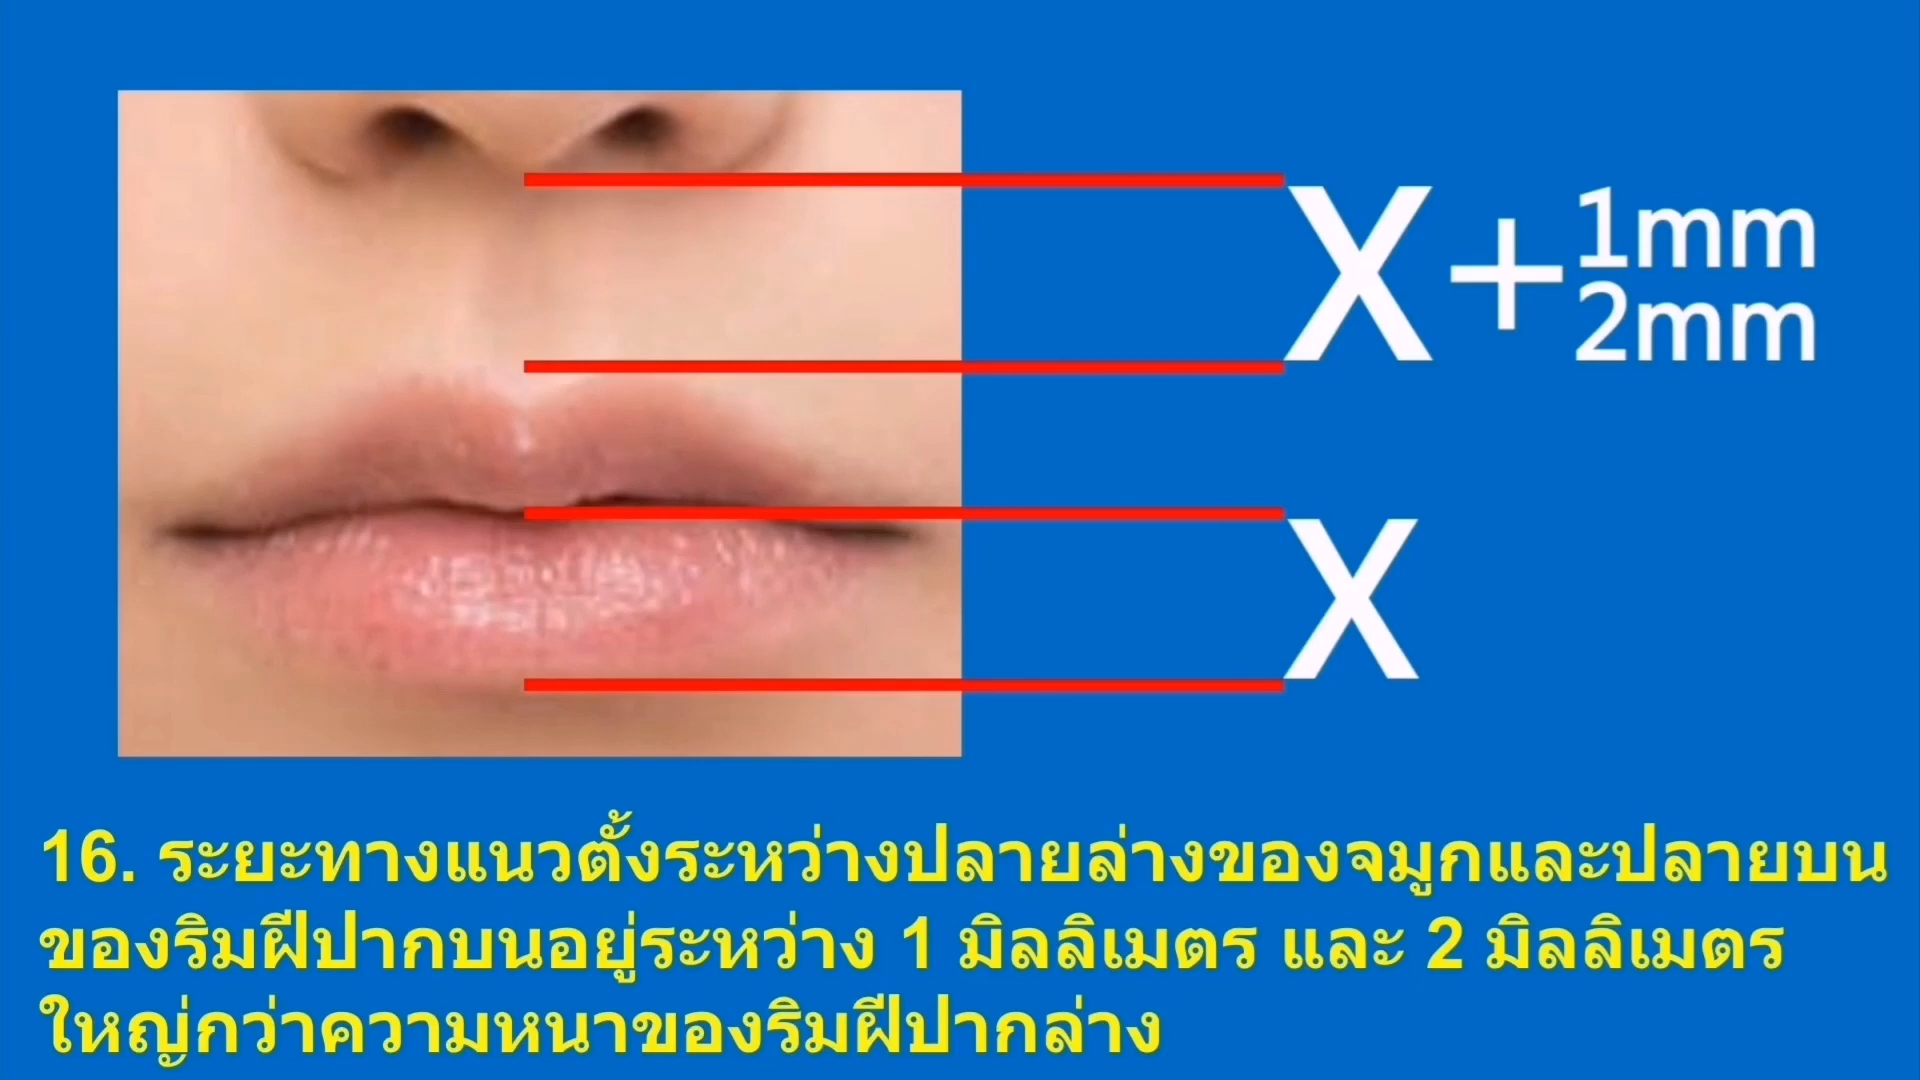 X+1mm
2mm
X
16. ระยะทางแนวตั้งระหว่างปลายล่างของจมูกและปลายบน
ของริมฝีปากบนอยู่ระหว่าง 1 มิลลิเมตร และ 2 มิลลิเมตร
ใหญ่กว่าความหนาของริมฝีปากล่าง